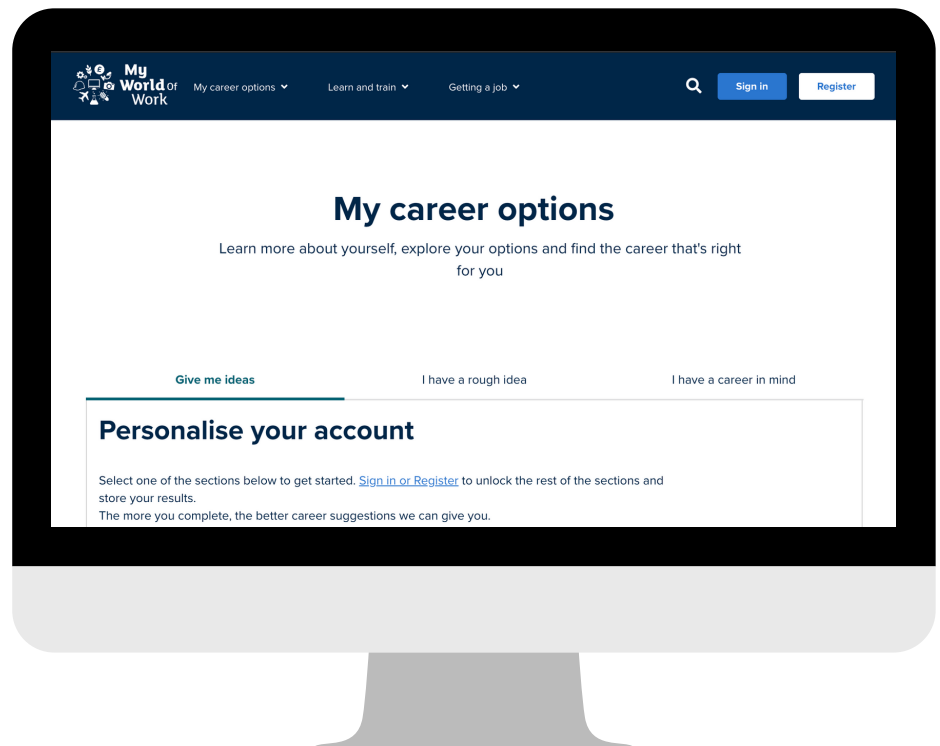 My
World Of
Work
My career options
Learn and train
Getting a job
Sign in
Register
My career options
Learn more about yourself, explore your options and find the career that's right
for you
Give me ideas
I have a rough idea
I have a career in mind
Personalise your account
Select one of the sections below to get started. Sign in or Register to unlock the rest of the sections and
store your results.
The more you complete, the better career suggestions we can give you.